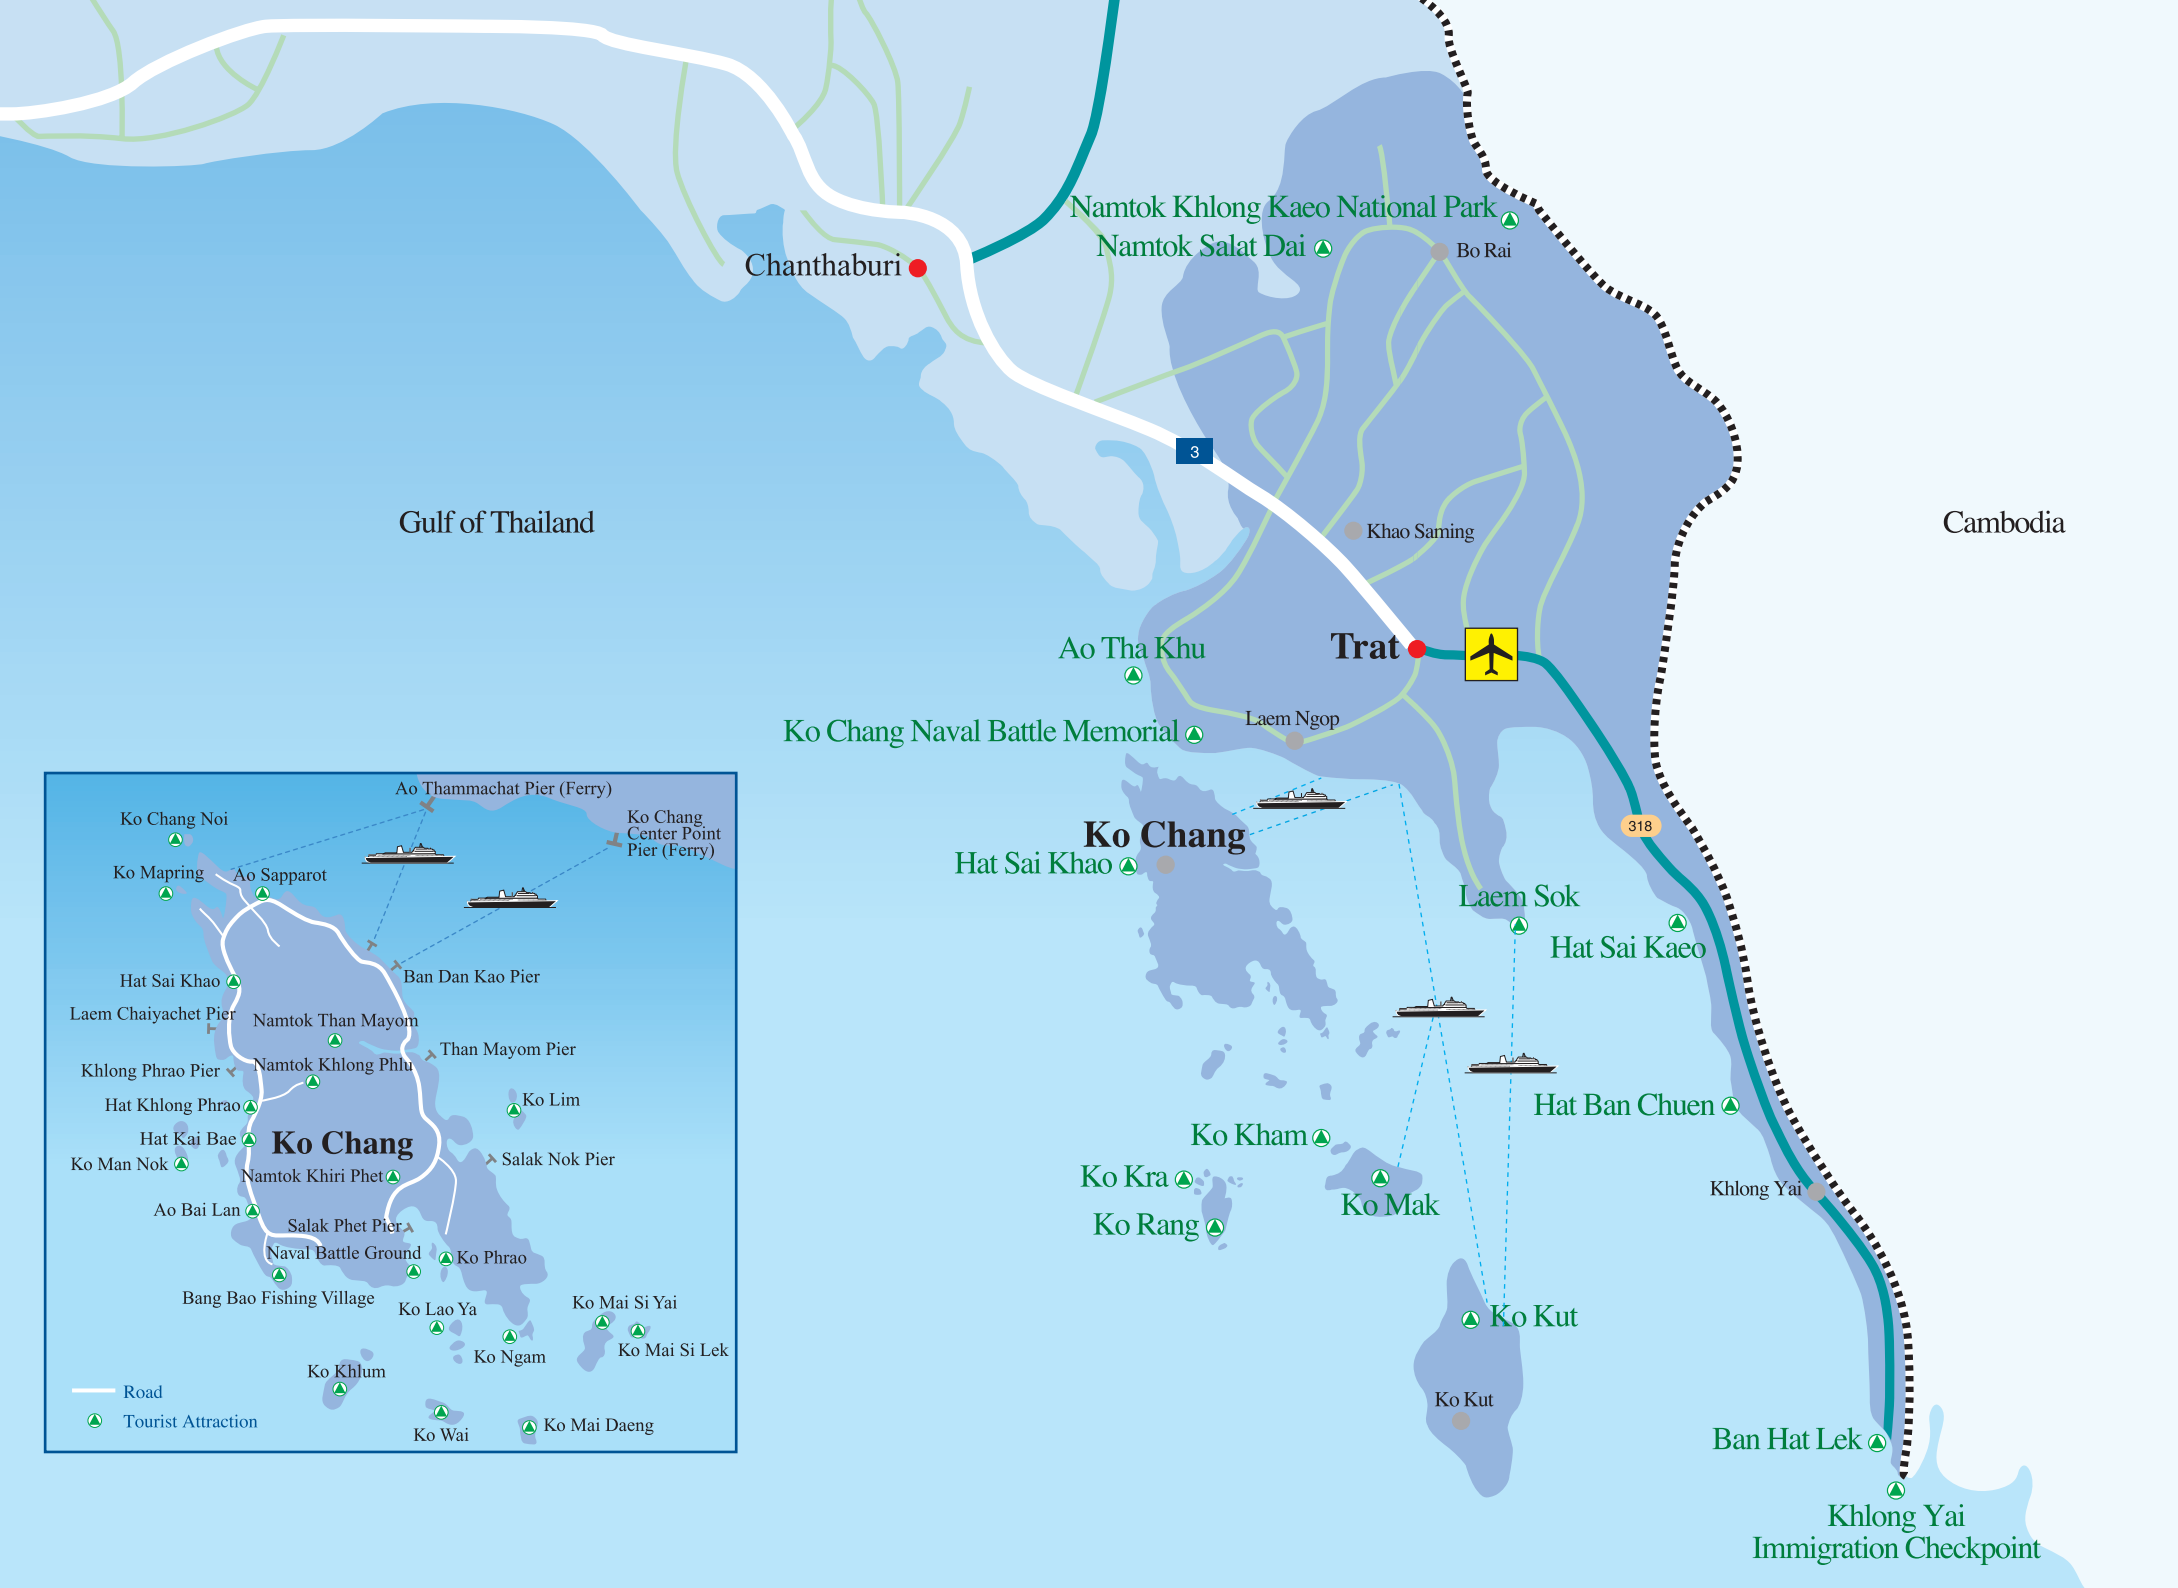 Namtok Khlong Kaeo National Park
Namtok Salat Dai
Bo Rai
Chanthaburi
3
Gulf of Thailand
Cambodia
Khao Saming
Trat
Ao Tha Khu
Laem Ngop
Ko Chang Naval Battle Memorial
318
Ko Chang
Hat Sai Khao
Laem Sok
Hat Sai Kaeo
Hat Ban Chuen
Ko Kham
Ko Kra
Ko Mak
Ko Rang
Khlong Yai
Ko Kut
Ko Kut
Ban Hat Lek
Khlong Yai
Immigration Checkpoint
Ao Thammachat Pier (Ferry)
Ko Chang
Center Point
Pier (Ferry)
Ko Chang Noi
Ko Mapring
Ao Sapparot
Ban Dan Kao Pier
Hat Sai Khao
Laem Chaiyachet Pier
Namtok Than Mayom
Than Mayom Pier
Namtok Khlong Phlu
Khlong Phrao Pier
Ko Lim
Hat Khlong Phrao
Hat Kai Bae
Ko Chang
Ko Man Nok
Salak Nok Pier
Namtok Khiri Phet
Ao Bai Lan
Salak Phet Pier
Naval Battle Ground
Ko Phrao
Bang Bao Fishing Village
Ko Lao Ya
Ko Mai Si Yai
Ko Ngam
Ko Mai Si Lek
Ko Khlum
Road
Tourist Attraction
Ko Wai
Ko Mai Daeng